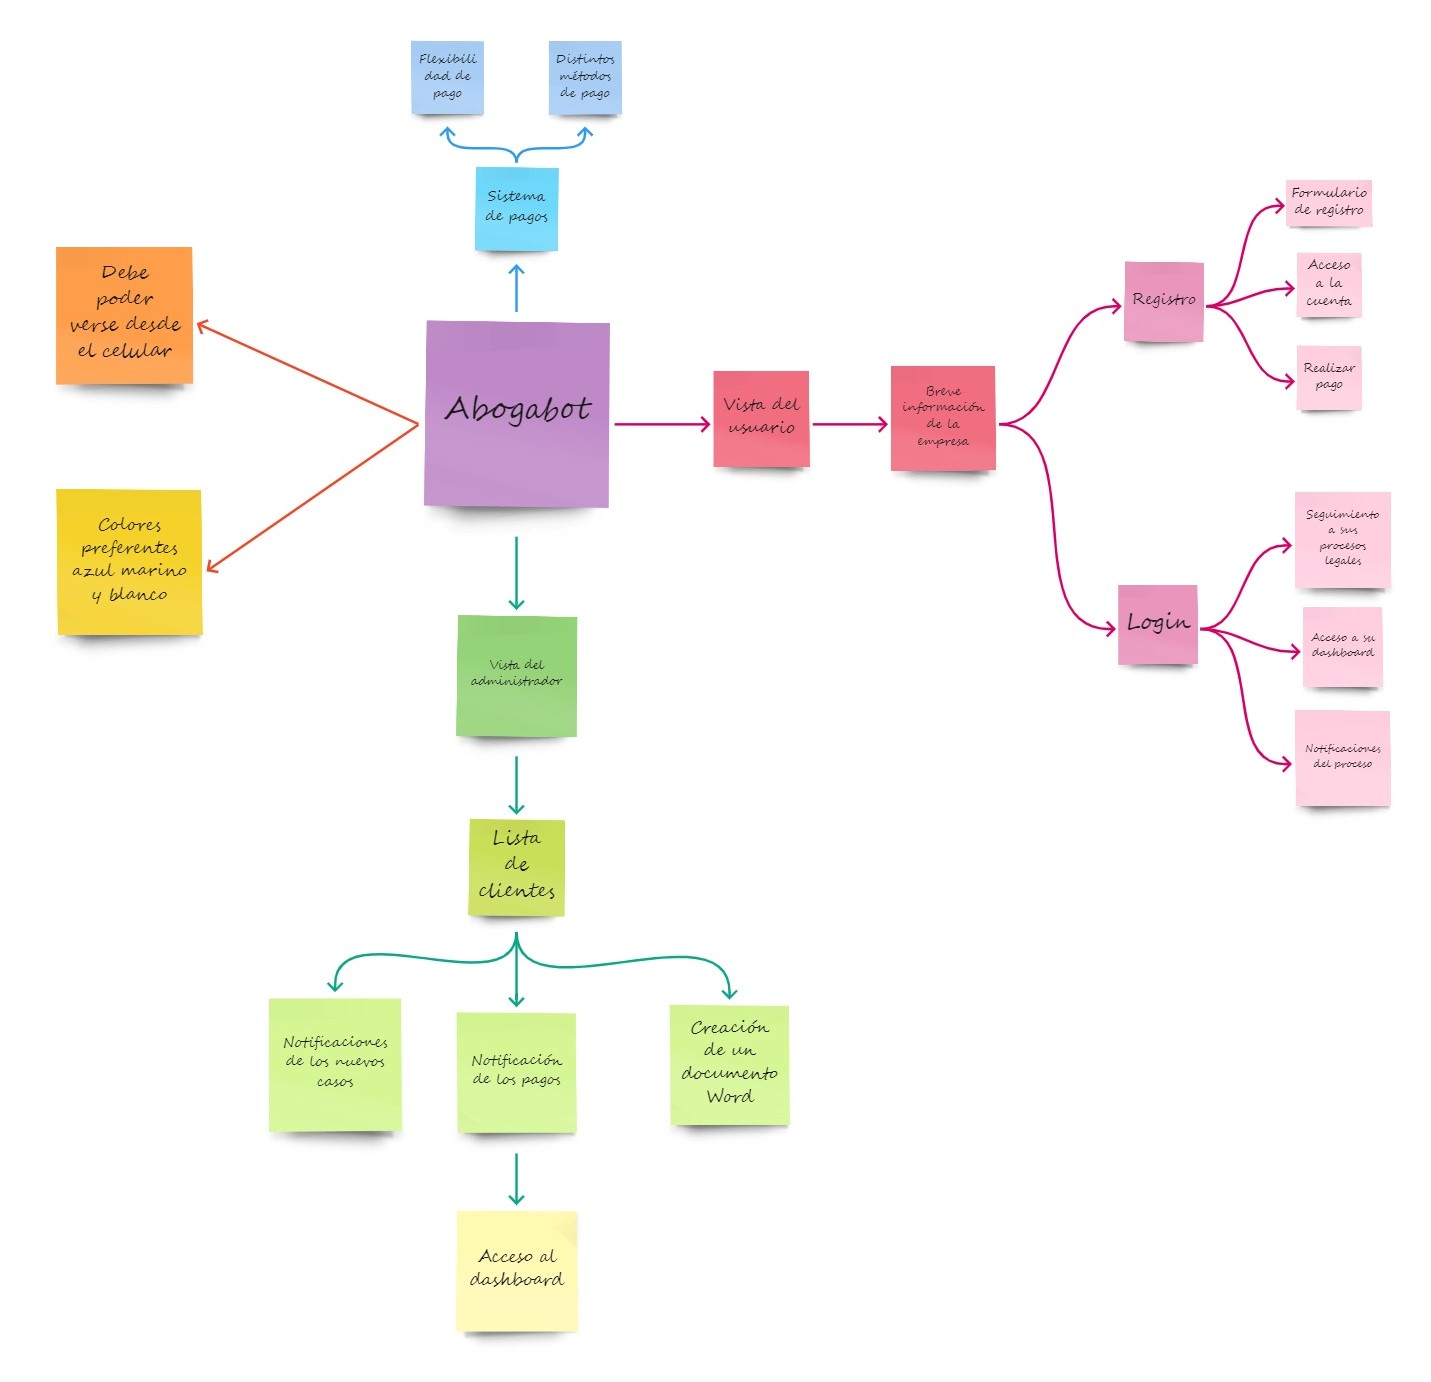 Flexibili
dad de
pago
Distintos
métodos
de pago
Sistema
de pagos
Debe
poder
verse desde
el celular
Colores
preferentes
azul marino
y blanco
Abogabot
Vista del
usuario
Breve
información
de la
empresa
Registro
Formulario
de registro
Acceso
a la
cuenta
Realizar
pago
Login
Seguimiento
a sus
procesos
legales
Acceso a su
dashboard
Notificaciones
del proceso
Vista del
administrador
Lista
de
clientes
Notificaciones
de los nuevos
casos
Notificación
de los pagos
Creación
de un
documento
Word
Acceso al
dashboard